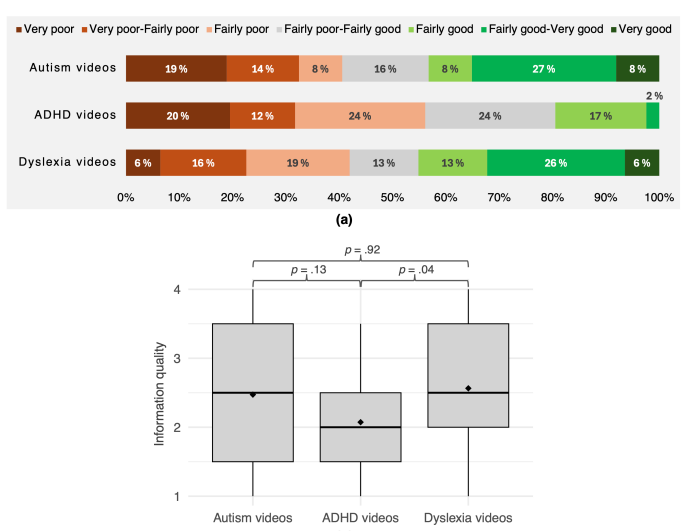 Very poor Very poor-Fairly poor Fairly poor Fairly poor-Fairly good Fairly good Fairly good-Very good Very good
Autism videos 19 % 14 % 8 % 16 % 8 % 27 % 8 %
2 %
ADHD videos 20 % 12 % 24 % 24 % 17 %
Dyslexia videos 6 % 16 % 19 % 13 % 13 % 26 % 6 %
0% 10% 20% 30% 40% 50% 60% 70% 80% 90% 100%
(a)
p = .92
p = .13 p = .04
4
3
Information quality
2
1
Autism videos ADHD videos Dyslexia videos